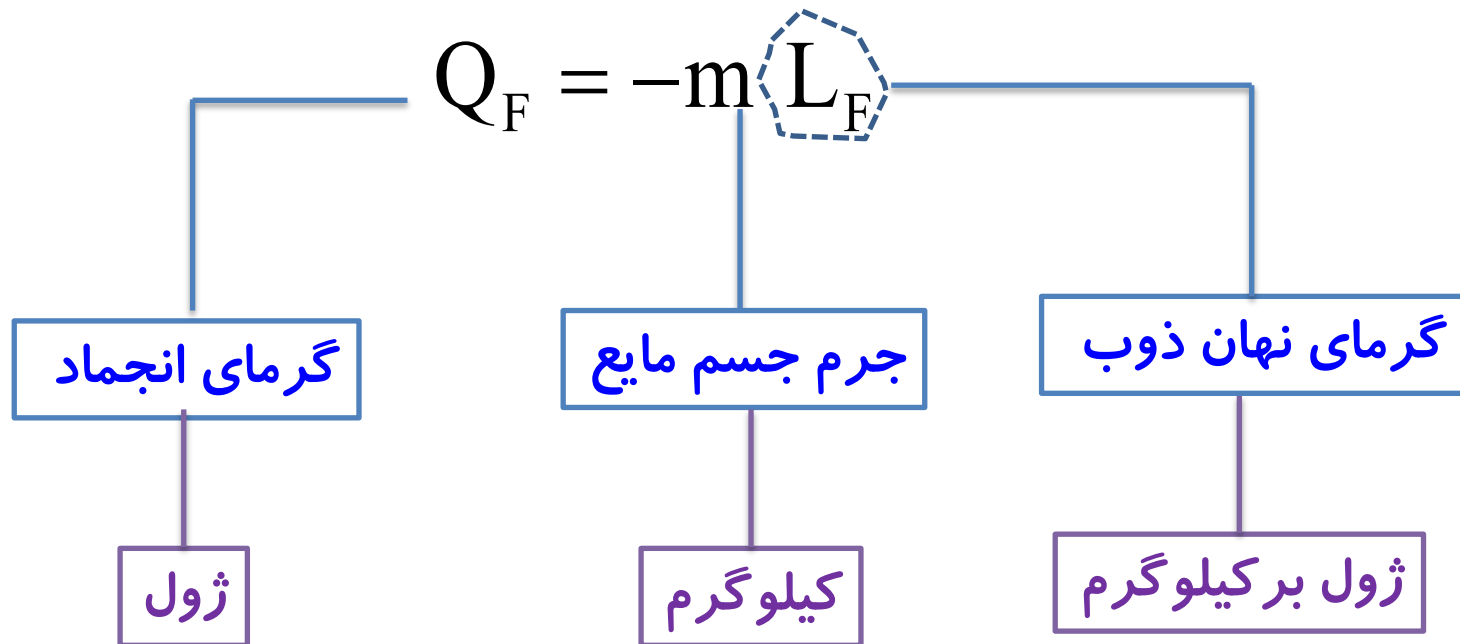 Q_F = −m L_F
گرمای نهان ذوب
جرم جسم مایع
گرمای انجماد
ژول بر کیلوگرم
کیلوگرم
ژول